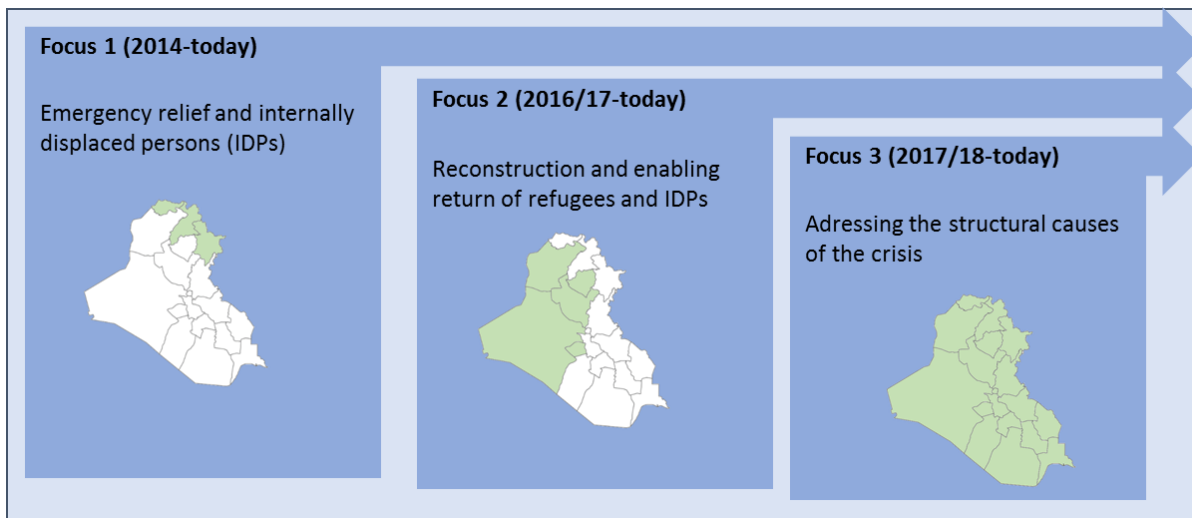 Focus 1 (2014-today)
Emergency relief and internally
displaced persons (IDPs)
Focus 2 (2016/17-today)
Reconstruction and enabling
return of refugees and IDPs
Focus 3 (2017/18-today)
Adressing the structural causes
of the crisis